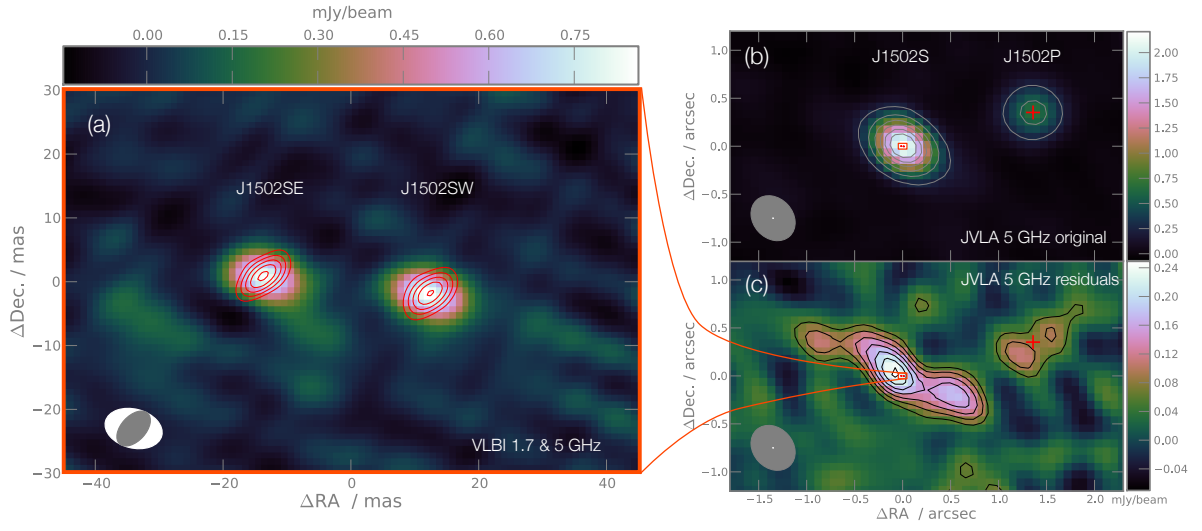 mJy/beam
0.00 0.15 0.30 0.45 0.60 0.75
(a)
J1502SE
J1502SW
VLBI 1.7 & 5 GHz
30
20
10
0
−10
−20
−30
ΔDec. / mas
−40 −20 0 20 40
ΔRA / mas
(b)
J1502S
J1502P
JVLA 5 GHz original
1.0
0.5
0.0
−0.5
−1.0
ΔDec. / arcsec
2.00
1.75
1.50
1.25
1.00
0.75
0.50
0.25
0.00
(c)
JVLA 5 GHz residuals
1.0
0.5
0.0
−0.5
−1.0
ΔDec. / arcsec
0.24
0.20
0.16
0.12
0.08
0.04
0.00
−0.04
mJy/beam
−1.5 −1.0 −0.5 0.0 0.5 1.0 1.5 2.0
ΔRA / arcsec